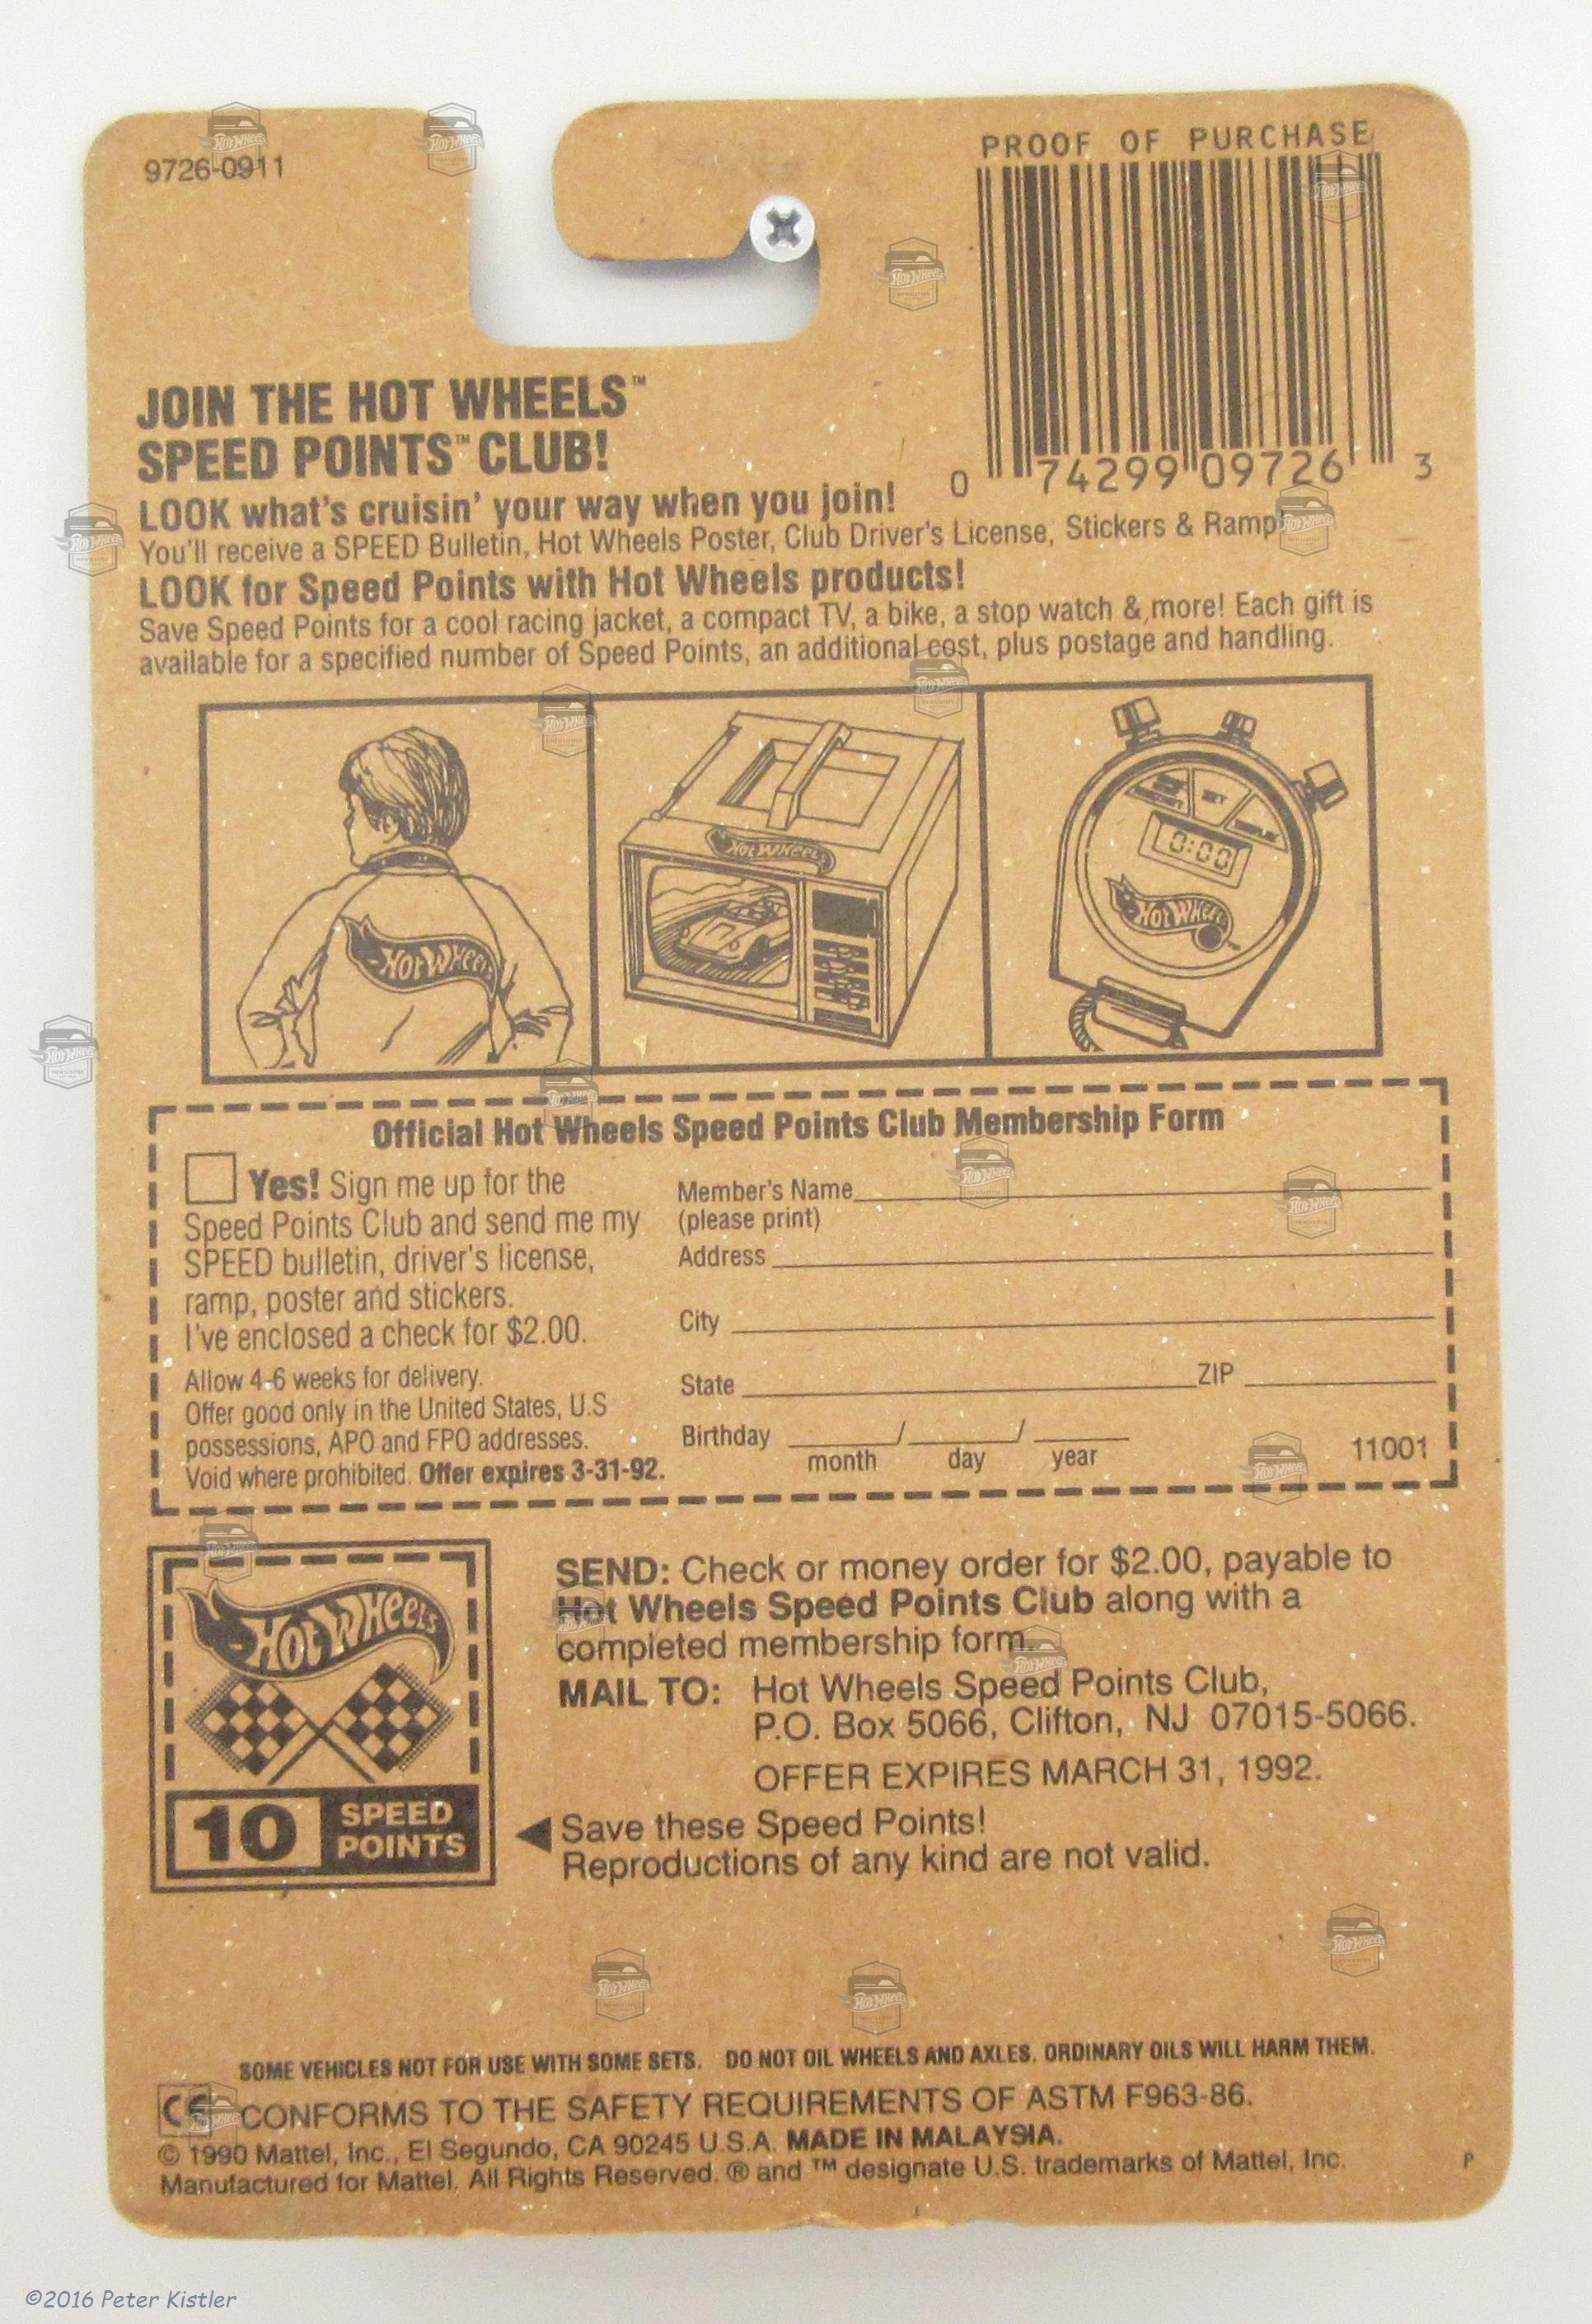 9726-0911
PROOF OF PURCHASE
0 74299 09726 3
JOIN THE HOT WHEELS™
SPEED POINTS™ CLUB!
LOOK what's cruisin' your way when you join!
You'll receive a SPEED Bulletin, Hot Wheels Poster, Club Driver's License, Stickers & Ramp!
LOOK for Speed Points with Hot Wheels products!
Save Speed Points for a cool racing jacket, a compact TV, a bike, a stop watch & more! Each gift is
available for a specified number of Speed Points, an additional cost, plus postage and handling.
HOT WHEELS
HOT WHEELS
SET
0:00
HOT WHEELS
Official Hot Wheels Speed Points Club Membership Form
Yes! Sign me up for the
Speed Points Club and send me my
SPEED bulletin, driver's license,
ramp, poster and stickers.
I've enclosed a check for $2.00.
Allow 4-6 weeks for delivery.
Offer good only in the United States, U.S
possessions, APO and FPO addresses.
Void where prohibited. Offer expires 3-31-92.
Member's Name
(please print)
Address
City
State ZIP
Birthday / /
month day year
11001
HOT WHEELS
10 SPEED
POINTS
SEND: Check or money order for $2.00, payable to
Hot Wheels Speed Points Club along with a
completed membership form.
MAIL TO: Hot Wheels Speed Points Club,
P.O. Box 5066, Clifton, NJ 07015-5066.
OFFER EXPIRES MARCH 31, 1992.
Save these Speed Points!
Reproductions of any kind are not valid.
SOME VEHICLES NOT FOR USE WITH SOME SETS. DO NOT OIL WHEELS AND AXLES. ORDINARY OILS WILL HARM THEM.
CE CONFORMS TO THE SAFETY REQUIREMENTS OF ASTM F963-86.
© 1990 Mattel, Inc., El Segundo, CA 90245 U.S.A. MADE IN MALAYSIA.
Manufactured for Mattel. All Rights Reserved. ® and ™ designate U.S. trademarks of Mattel, Inc.
P
©2016 Peter Kistler